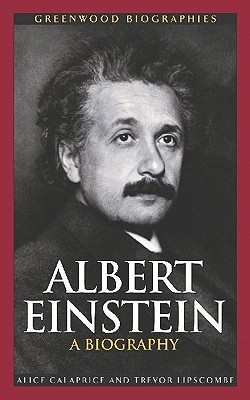 GREENWOOD BIOGRAPHIES
ALBERT
EINSTEIN
A BIOGRAPHY
ALICE CALAPRICE AND TREVOR LIPSCOMBE